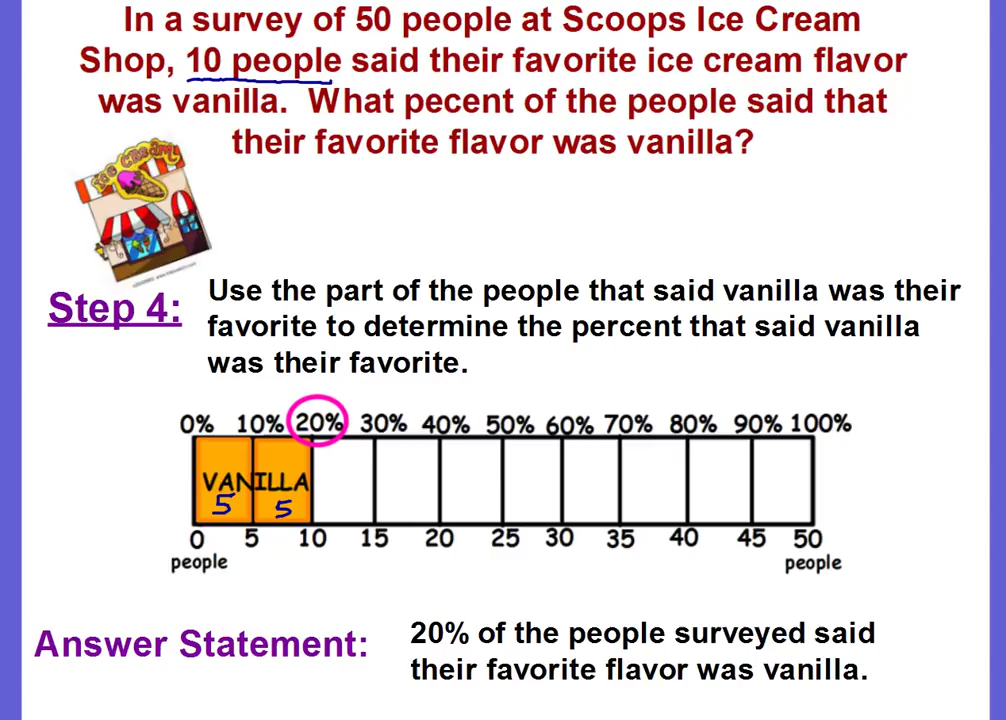 In a survey of 50 people at Scoops Ice Cream
Shop, 10 people said their favorite ice cream flavor
was vanilla. What pecent of the people said that
their favorite flavor was vanilla?
Ice Cream
Step 4:
Use the part of the people that said vanilla was their
favorite to determine the percent that said vanilla
was their favorite.
0% 10% 20% 30% 40% 50% 60% 70% 80% 90% 100%
VANILLA
5 5
0 5 10 15 20 25 30 35 40 45 50
people people
Answer Statement:
20% of the people surveyed said
their favorite flavor was vanilla.